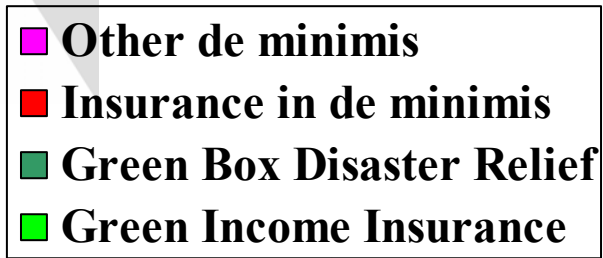 Other de minimis
Insurance in de minimis
Green Box Disaster Relief
Green Income Insurance